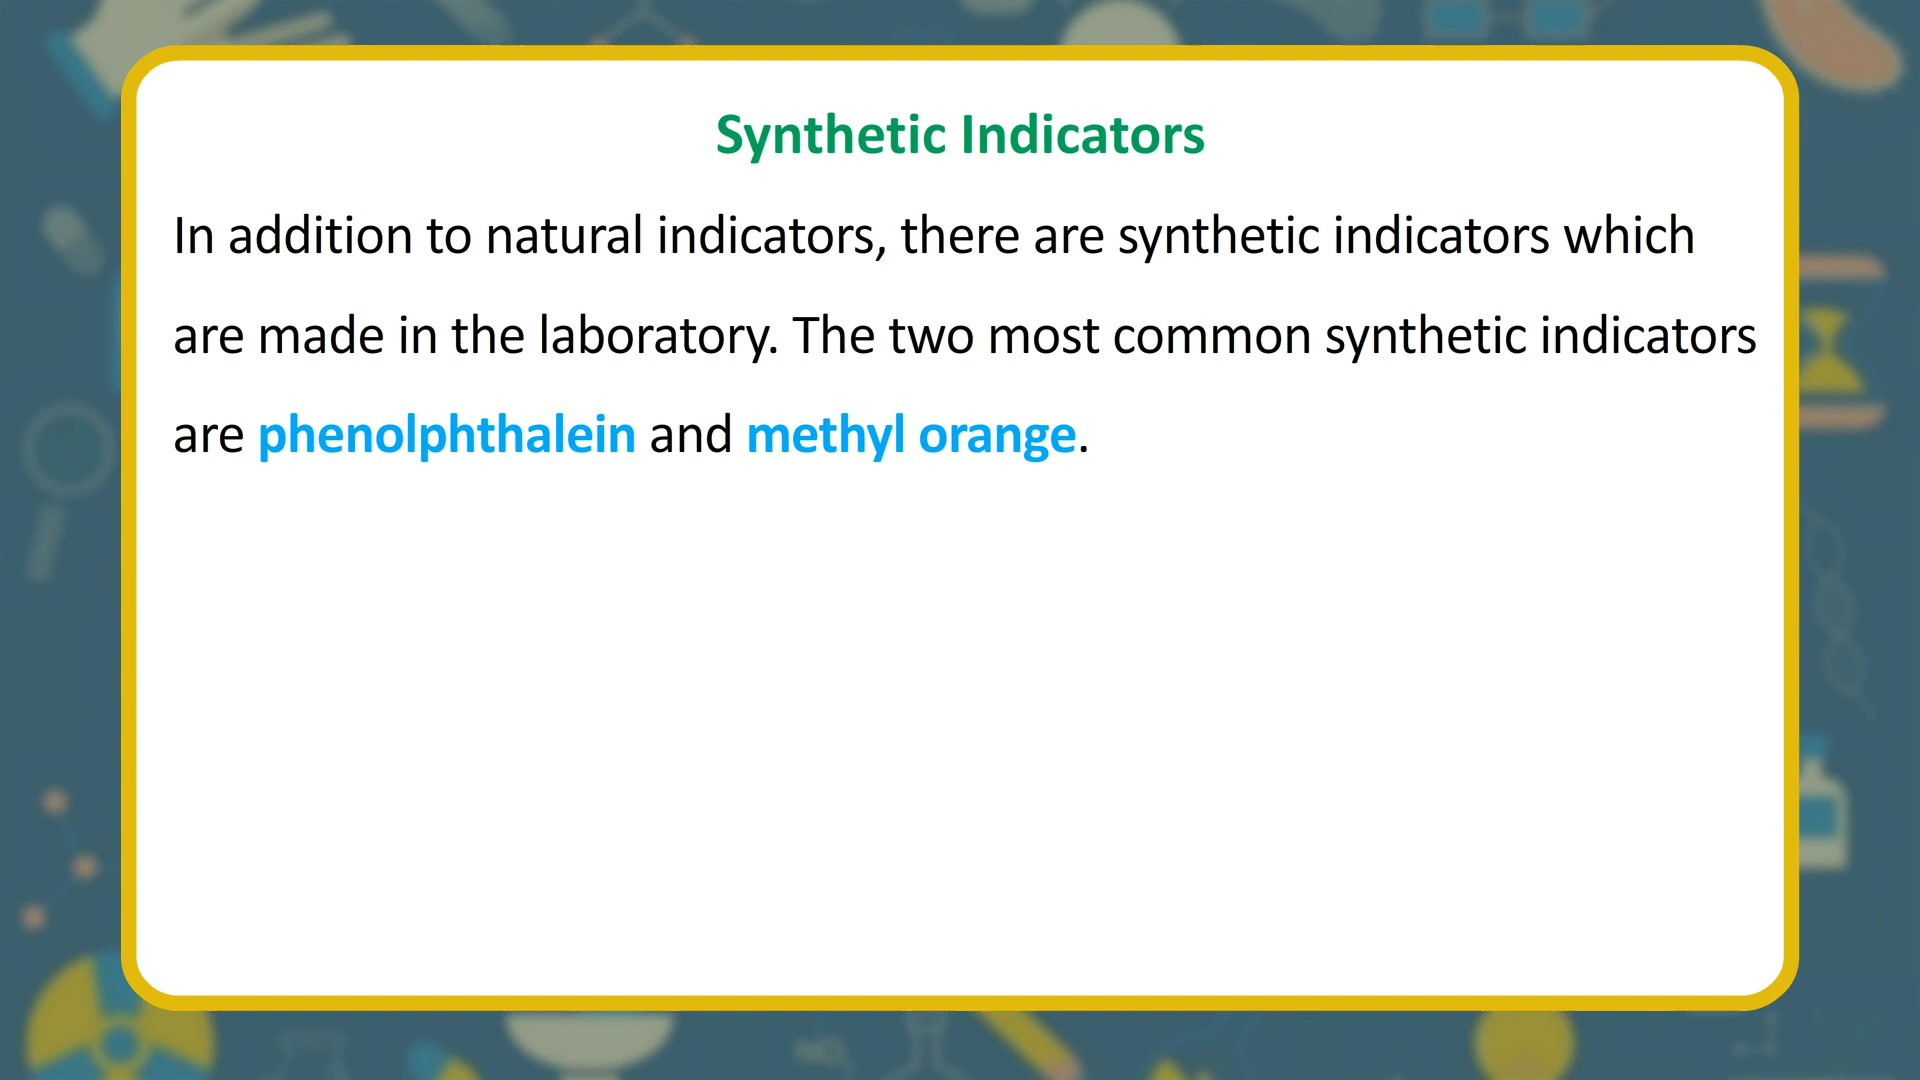 Synthetic Indicators
In addition to natural indicators, there are synthetic indicators which
are made in the laboratory. The two most common synthetic indicators
are phenolphthalein and methyl orange.